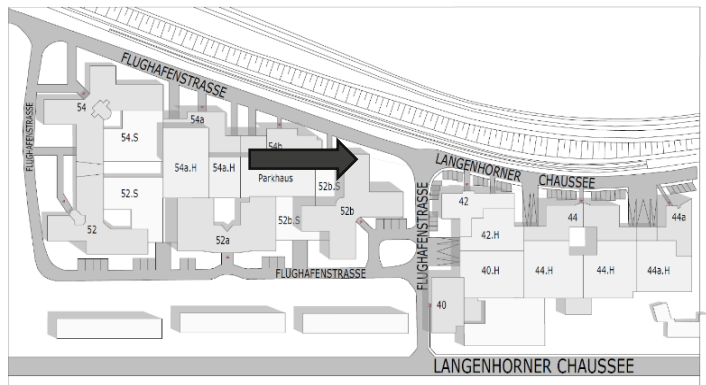 FLUGHAFENSTRASSE
FLUGHAFENSTRASSE
54
54.S
54a
54b
54a.H
54a.H
Parkhaus
52.S
52b.S
52b
52b.S
52
52a
FLUGHAFENSTRASSE
FLUGHAFENSTRASSE
LANGENHORNER CHAUSSEE
42
44
44a
42.H
40.H
44.H
44.H
44a.H
40
LANGENHORNER CHAUSSEE